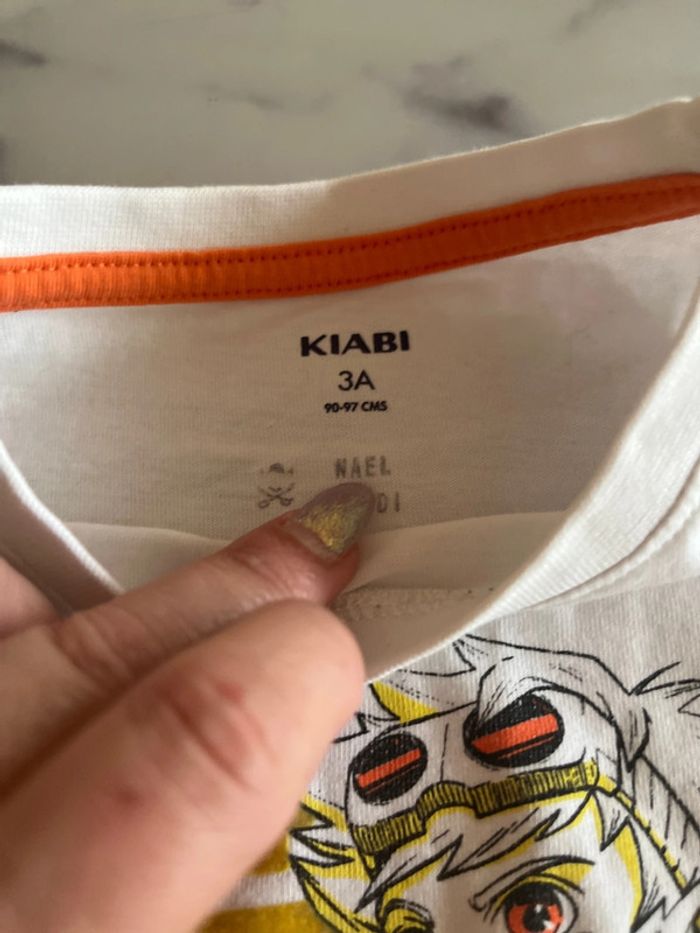 KIABI
3A
90-97 CMS
NAEL